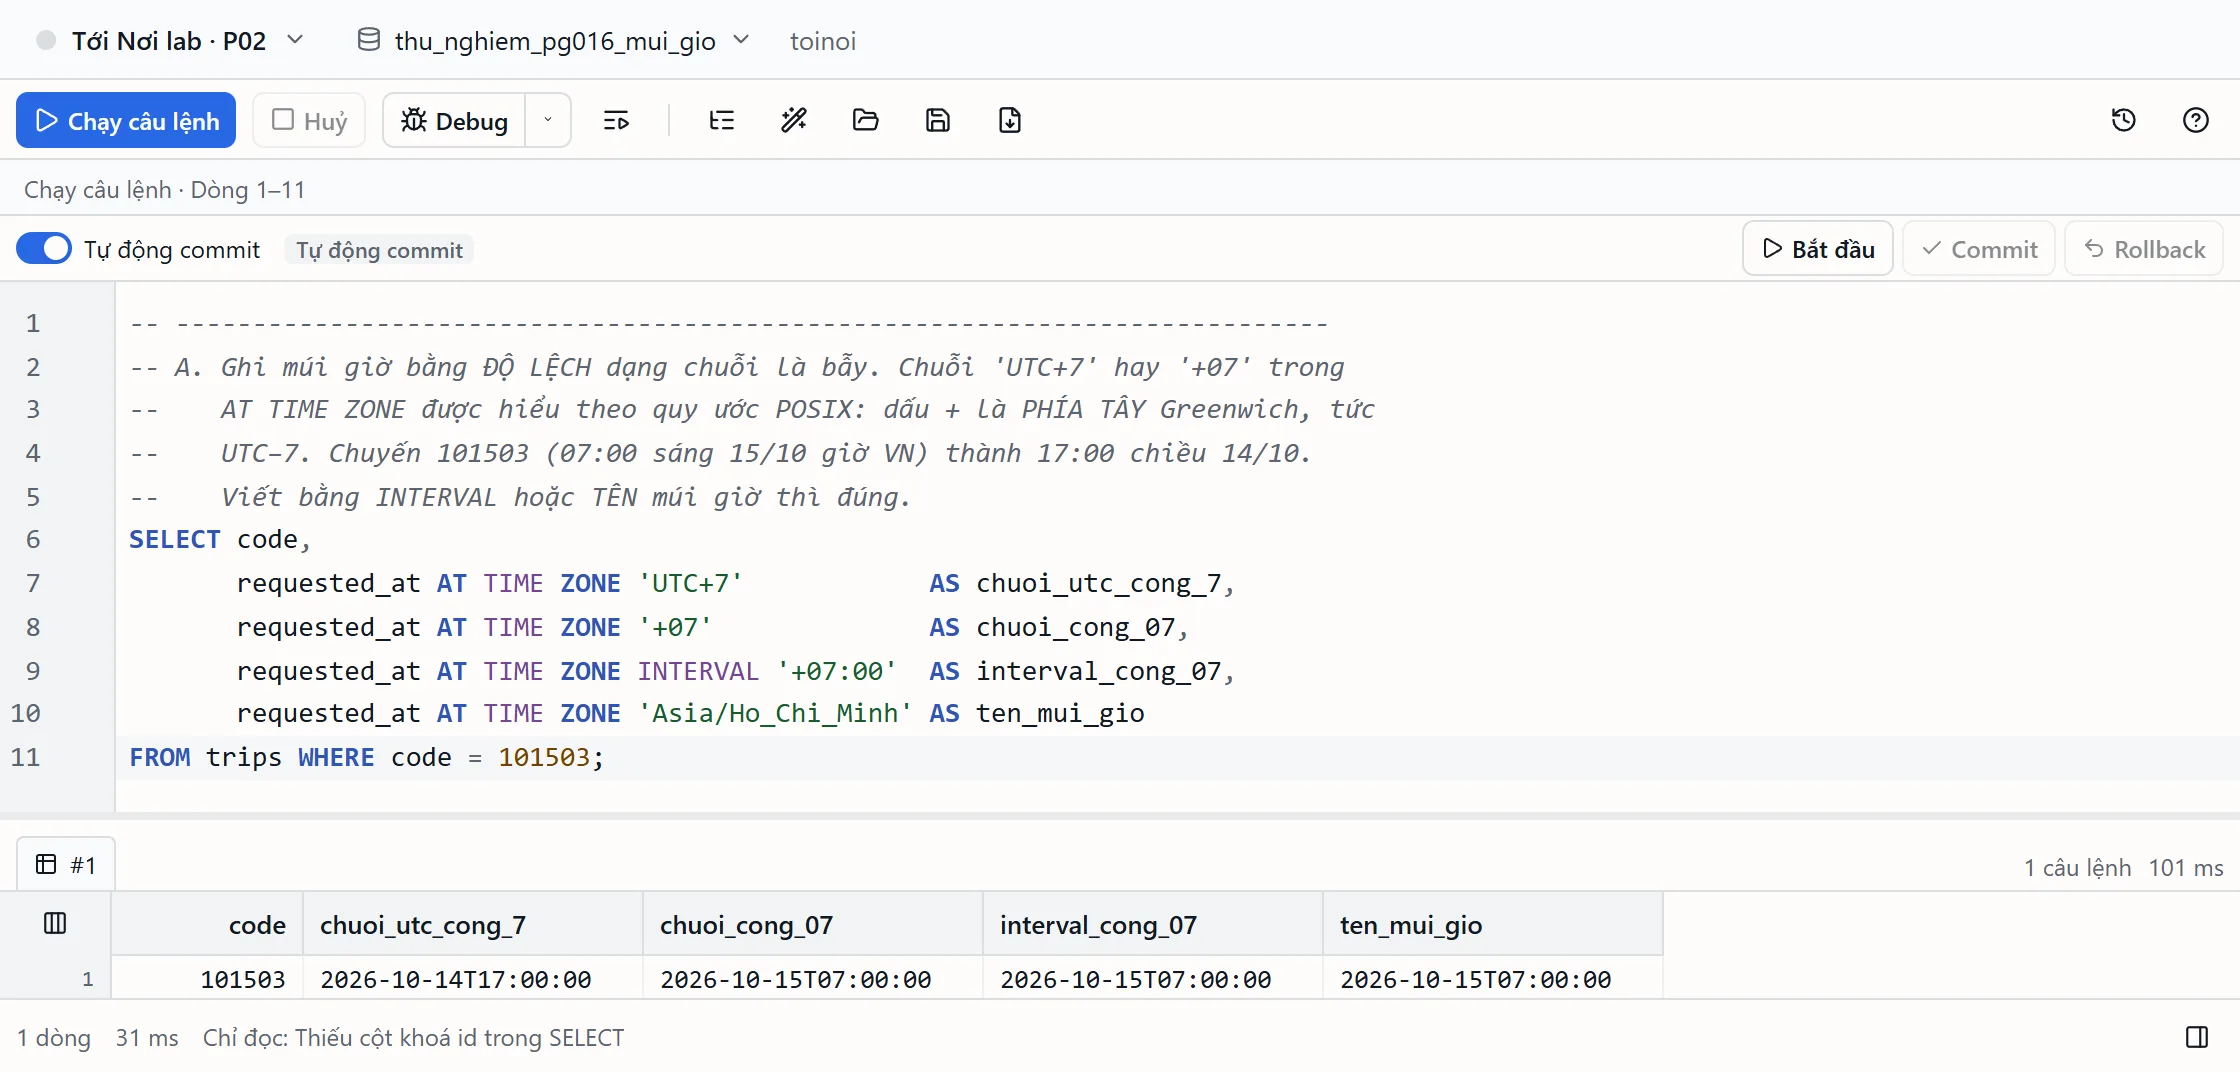 Tới Nơi lab · P02 thu_nghiem_pg016_mui_gio toinoi
Chạy câu lệnh Huỷ Debug
Chạy câu lệnh · Dòng 1–11
Tự động commit Tự động commit Bắt đầu Commit Rollback
1 -- ---------------------------------------------------------------------------
2 -- A. Ghi múi giờ bằng ĐỘ LỆCH dạng chuỗi là bẫy. Chuỗi 'UTC+7' hay '+07' trong
3 --    AT TIME ZONE được hiểu theo quy ước POSIX: dấu + là PHÍA TÂY Greenwich, tức
4 --    UTC−7. Chuyến 101503 (07:00 sáng 15/10 giờ VN) thành 17:00 chiều 14/10.
5 --    Viết bằng INTERVAL hoặc TÊN múi giờ thì đúng.
6 SELECT code,
7        requested_at AT TIME ZONE 'UTC+7'            AS chuoi_utc_cong_7,
8        requested_at AT TIME ZONE '+07'              AS chuoi_cong_07,
9        requested_at AT TIME ZONE INTERVAL '+07:00'  AS interval_cong_07,
10        requested_at AT TIME ZONE 'Asia/Ho_Chi_Minh' AS ten_mui_gio
11 FROM trips WHERE code = 101503;
#1 1 câu lệnh 101 ms
code chuoi_utc_cong_7 chuoi_cong_07 interval_cong_07 ten_mui_gio
1 101503 2026-10-14T17:00:00 2026-10-15T07:00:00 2026-10-15T07:00:00 2026-10-15T07:00:00
1 dòng 31 ms Chỉ đọc: Thiếu cột khoá id trong SELECT